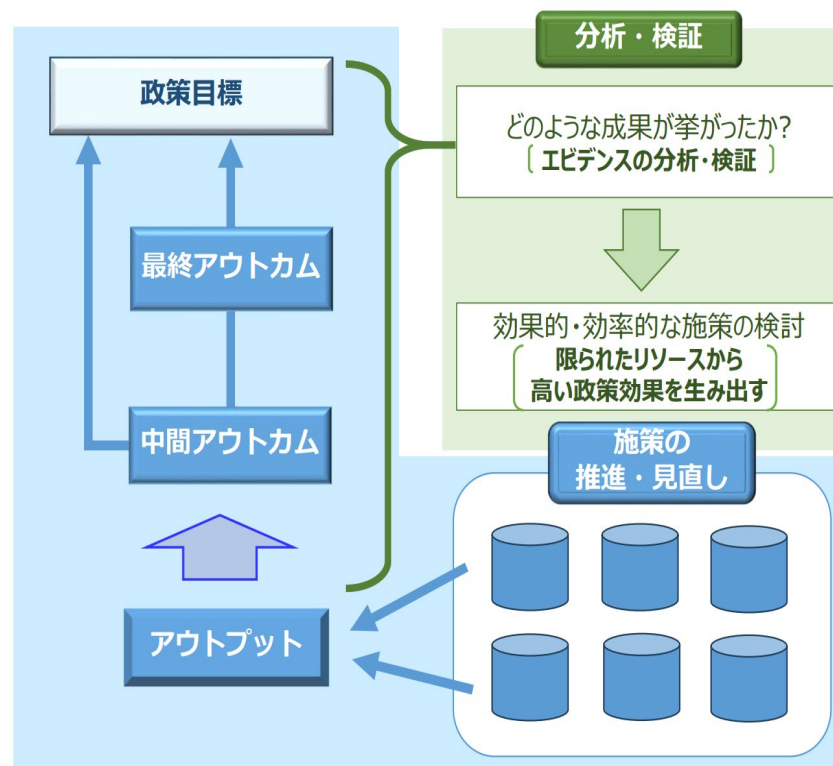 政策目標
最終アウトカム
中間アウトカム
アウトプット
分析・検証
どのような成果が挙がったか?
エビデンスの分析・検証
効果的・効率的な施策の検討
限られたリソースから
高い政策効果を生み出す
施策の
推進・見直し